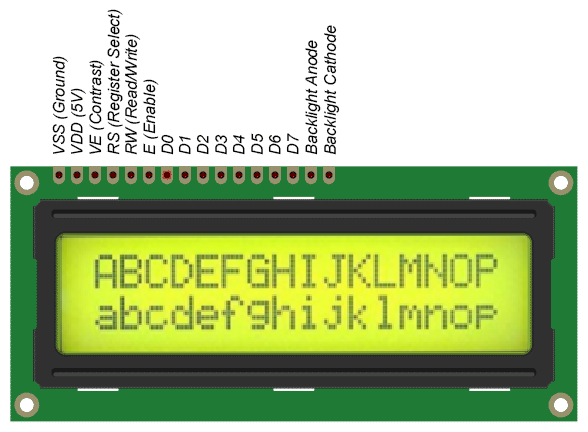 VSS (Ground)
VDD (5V)
VE (Contrast)
RS (Register Select)
RW (Read/Write)
E (Enable)
D0
D1
D2
D3
D4
D5
D6
D7
Backlight Anode
Backlight Cathode
ABCDEFGHIJKLMNOP
abcdefghijklmnop